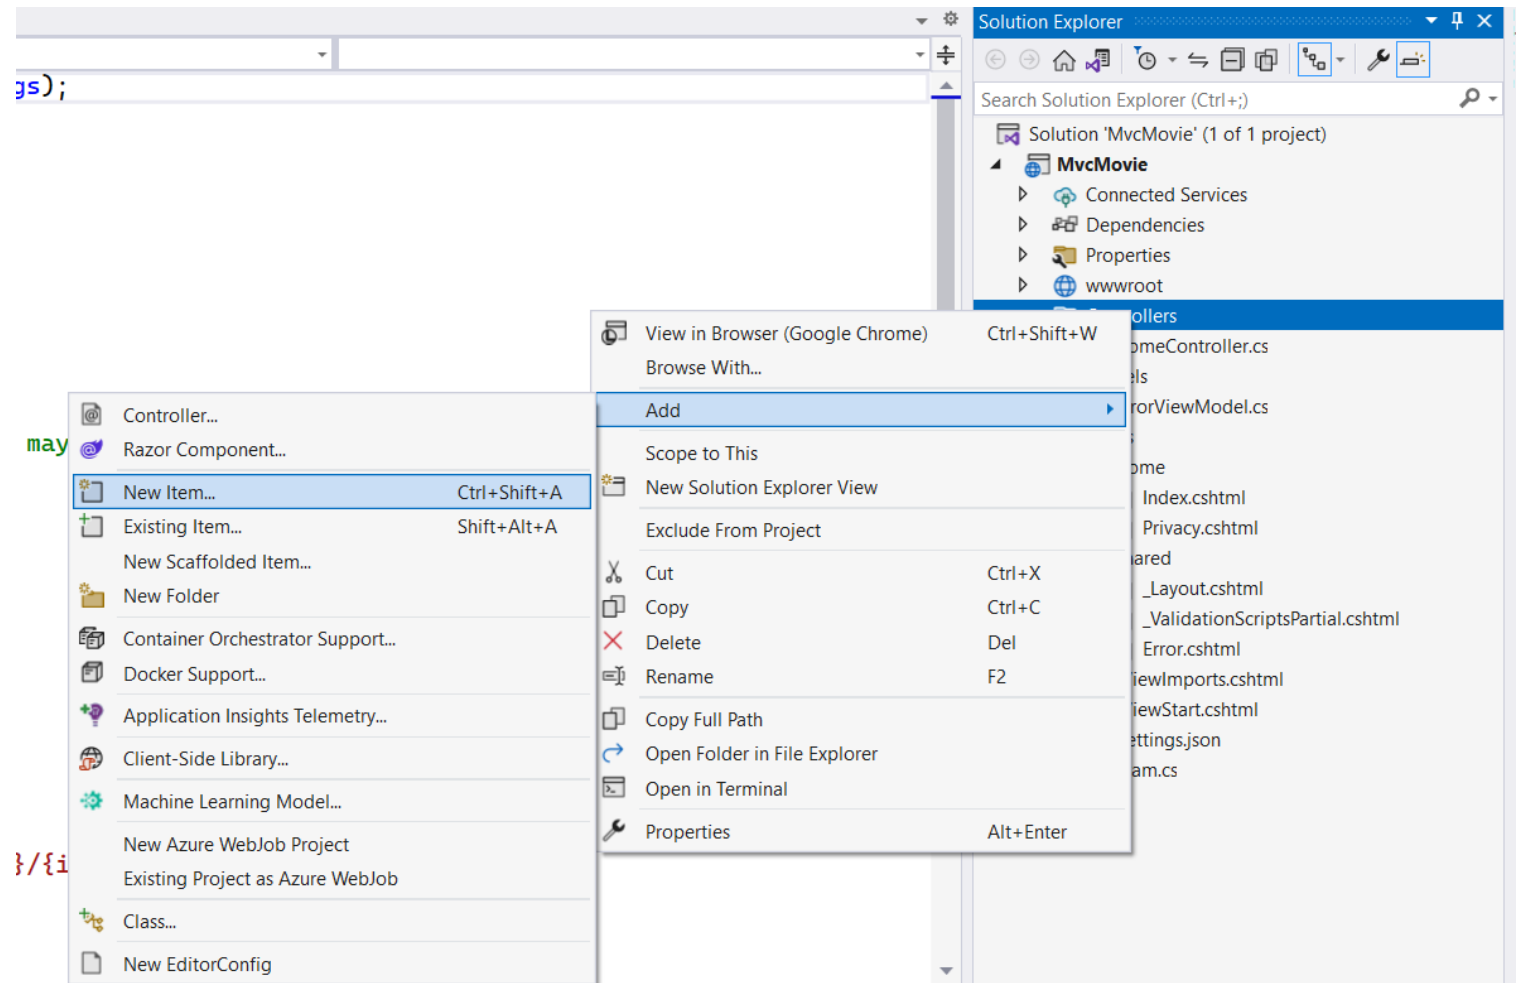 Solution Explorer
gs);
Search Solution Explorer (Ctrl+;)
Solution 'MvcMovie' (1 of 1 project)
MvcMovie
Connected Services
Dependencies
Properties
wwwroot
ollers
omeController.cs
els
rorViewModel.cs
s
ome
Index.cshtml
Privacy.cshtml
ared
_Layout.cshtml
_ValidationScriptsPartial.cshtml
Error.cshtml
iewImports.cshtml
iewStart.cshtml
ettings.json
am.cs
View in Browser (Google Chrome) Ctrl+Shift+W
Browse With...
Add
Scope to This
New Solution Explorer View
Exclude From Project
Cut Ctrl+X
Copy Ctrl+C
Delete Del
Rename F2
Copy Full Path
Open Folder in File Explorer
Open in Terminal
Properties Alt+Enter
Controller...
may
Razor Component...
New Item... Ctrl+Shift+A
Existing Item... Shift+Alt+A
New Scaffolded Item...
New Folder
Container Orchestrator Support...
Docker Support...
Application Insights Telemetry...
Client-Side Library...
Machine Learning Model...
New Azure WebJob Project
}/{i
Existing Project as Azure WebJob
Class...
New EditorConfig